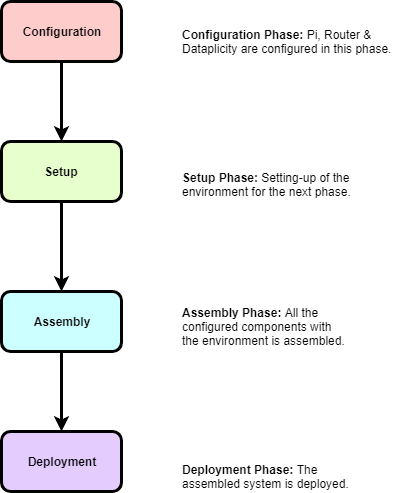 Configuration
Configuration Phase: Pi, Router &
Dataplicity are configured in this phase.
Setup
Setup Phase: Setting-up of the
environment for the next phase.
Assembly
Assembly Phase: All the
configured components with
the environment is assembled.
Deployment
Deployment Phase: The
assembled system is deployed.